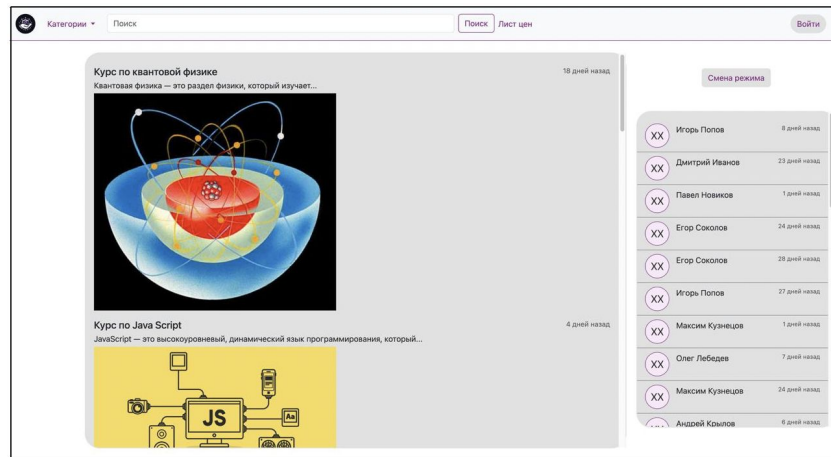 Категории
Поиск
Поиск
Лист цен
Войти
Курс по квантовой физике
18 дней назад
Квантовая физика — это раздел физики, который изучает...
Курс по Java Script
4 дней назад
JavaScript — это высокоуровневый, динамический язык программирования, который...
JS
Aa
Смена режима
XX Игорь Попов 8 дней назад
XX Дмитрий Иванов 23 дней назад
XX Павел Новиков 1 дней назад
XX Егор Соколов 24 дней назад
XX Егор Соколов 28 дней назад
XX Игорь Попов 27 дней назад
XX Максим Кузнецов 1 дней назад
XX Олег Лебедев 7 дней назад
XX Максим Кузнецов 24 дней назад
XX Андрей Крылов 6 дней назад